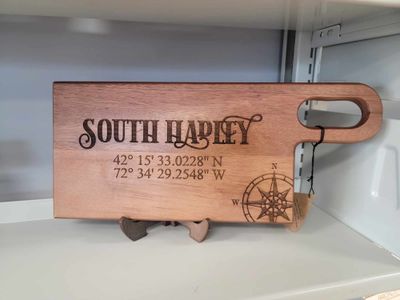 SOUTH HADLEY
42° 15' 33.0228" N
72° 34' 29.2548" W
N
W